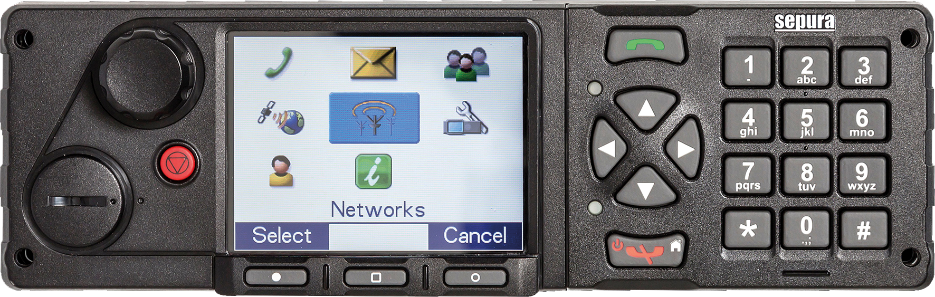 sepura
Networks
Select
Cancel
1
-
2
abc
3
def
4
ghi
5
jkl
6
mno
7
pqrs
8
tuv
9
wxyz
*
0
.,;
#